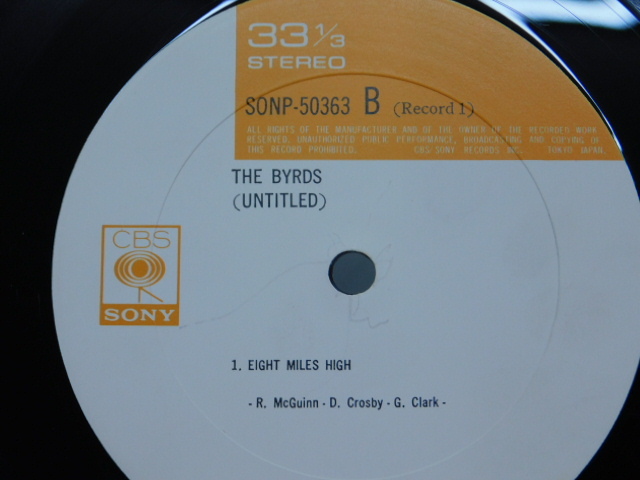 33 1/3
STEREO
SONP-50363 B (Record 1)
ALL RIGHTS OF THE MANUFACTURER AND OF THE OWNER OF THE RECORDED WORK
RESERVED. UNAUTHORIZED PUBLIC PERFORMANCE, BROADCASTING AND COPYING OF
THIS RECORD PROHIBITED. CBS/SONY RECORDS INC. TOKYO JAPAN.
THE BYRDS
(UNTITLED)
CBS
SONY
1. EIGHT MILES HIGH
- R. McGuinn · D. Crosby · G. Clark -